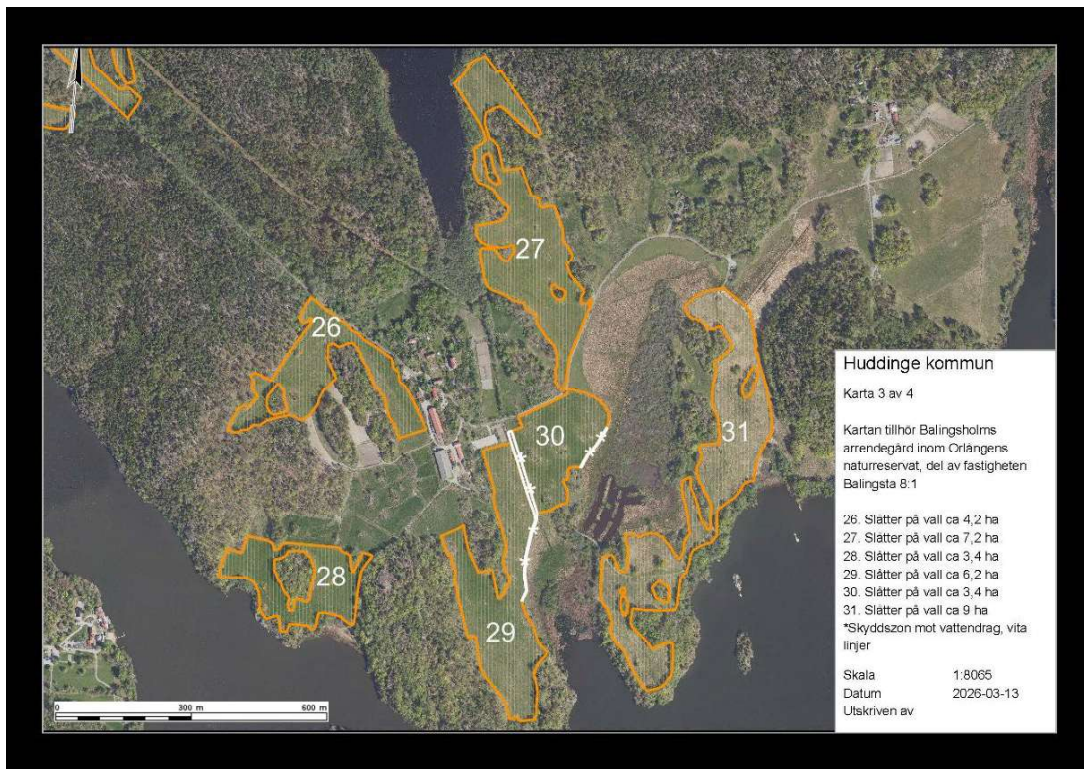 27
26
30
31
28
29
0 300 m 600 m
Huddinge kommun
Karta 3 av 4
Kartan tillhör Balingsholms
arrendegård inom Orlångens
naturreservat, del av fastigheten
Balingsta 8:1
26. Slåtter på vall ca 4,2 ha
27. Slåtter på vall ca 7,2 ha
28. Slåtter på vall ca 3,4 ha
29. Slåtter på vall ca 6,2 ha
30. Slåtter på vall ca 3,4 ha
31. Slåtter på vall ca 9 ha
*Skyddszon mot vattendrag, vita
linjer
Skala 1:8065
Datum 2026-03-13
Utskriven av